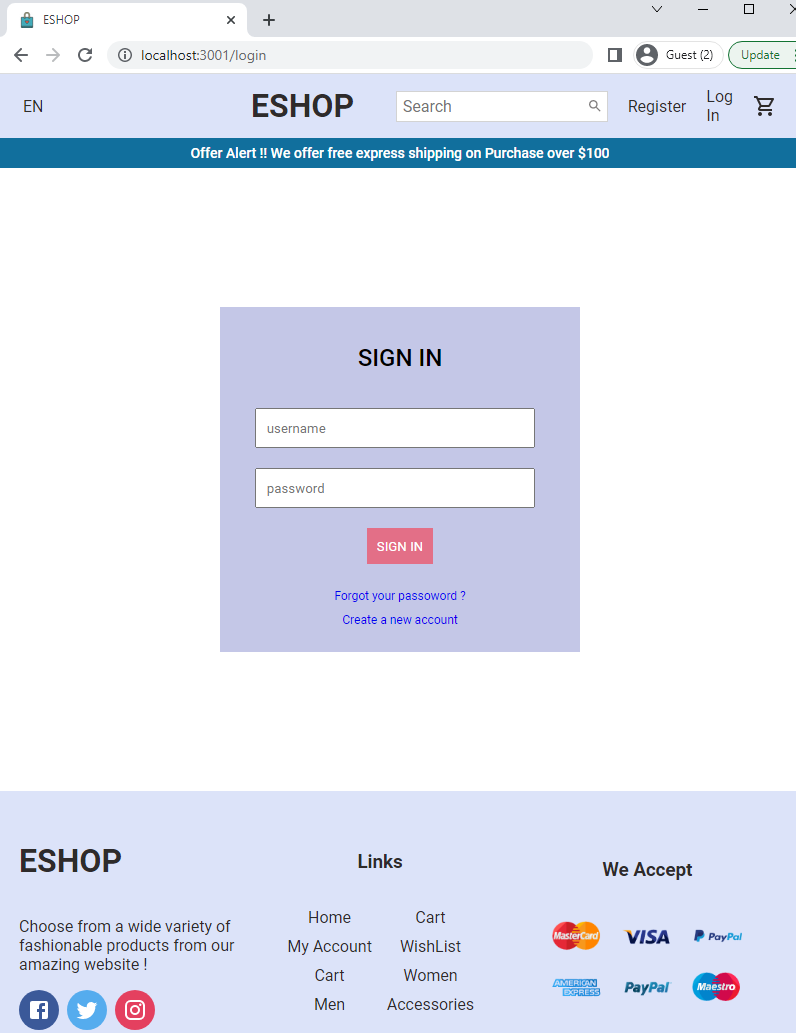 ESHOP
localhost:3001/login
Guest (2)
Update
EN
ESHOP
Search
Register
Log
In
Offer Alert !! We offer free express shipping on Purchase over $100
SIGN IN
username
password
SIGN IN
Forgot your passoword ?
Create a new account
ESHOP
Choose from a wide variety of
fashionable products from our
amazing website !
Links
Home
Cart
My Account
WishList
Cart
Women
Men
Accessories
We Accept
MasterCard
VISA
PayPal
AMERICAN
EXPRESS
PayPal
Maestro